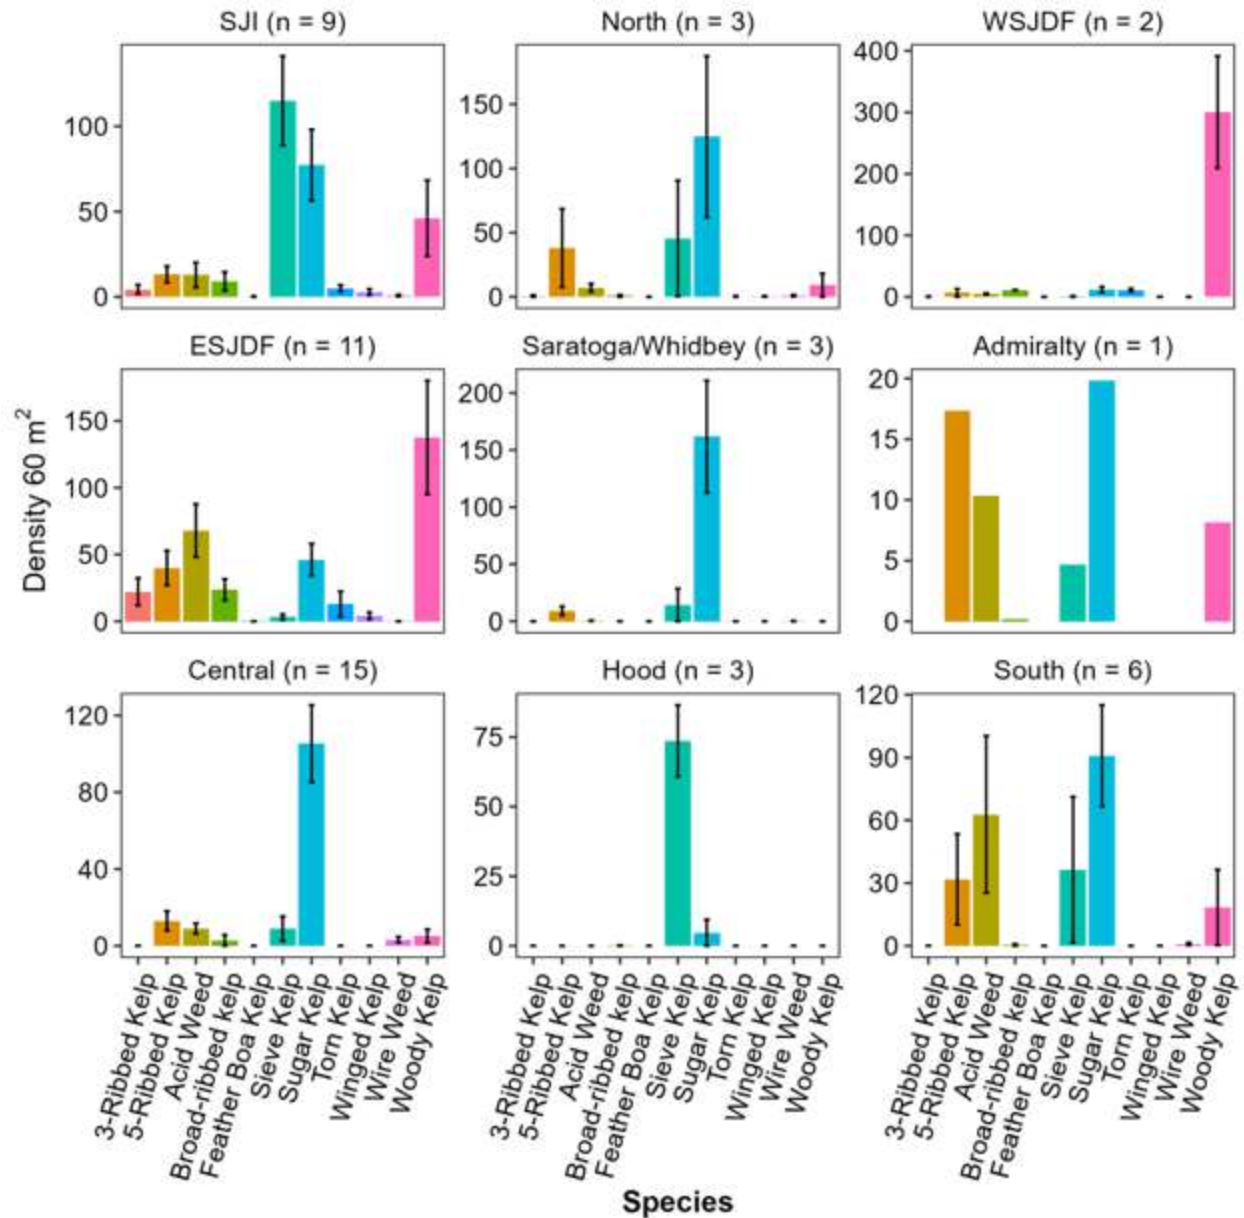 SJI (n = 9)
North (n = 3)
WSJDF (n = 2)
100
50
0
150
100
50
0
400
300
200
100
0
ESJDF (n = 11)
Saratoga/Whidbey (n = 3)
Admiralty (n = 1)
Density 60 m²
150
100
50
0
200
150
100
50
0
20
15
10
5
0
Central (n = 15)
Hood (n = 3)
South (n = 6)
120
80
40
0
75
50
25
0
120
90
60
30
0
3-Ribbed Kelp
5-Ribbed Kelp
Acid Weed
Broad-ribbed kelp
Feather Boa Kelp
Sieve Kelp
Sugar Kelp
Torn Kelp
Winged Kelp
Wire Weed
Woody Kelp
3-Ribbed Kelp
5-Ribbed Kelp
Acid Weed
Broad-ribbed kelp
Feather Boa Kelp
Sieve Kelp
Sugar Kelp
Torn Kelp
Winged Kelp
Wire Weed
Woody Kelp
3-Ribbed Kelp
5-Ribbed Kelp
Acid Weed
Broad-ribbed kelp
Feather Boa Kelp
Sieve Kelp
Sugar Kelp
Torn Kelp
Winged Kelp
Wire Weed
Woody Kelp
Species